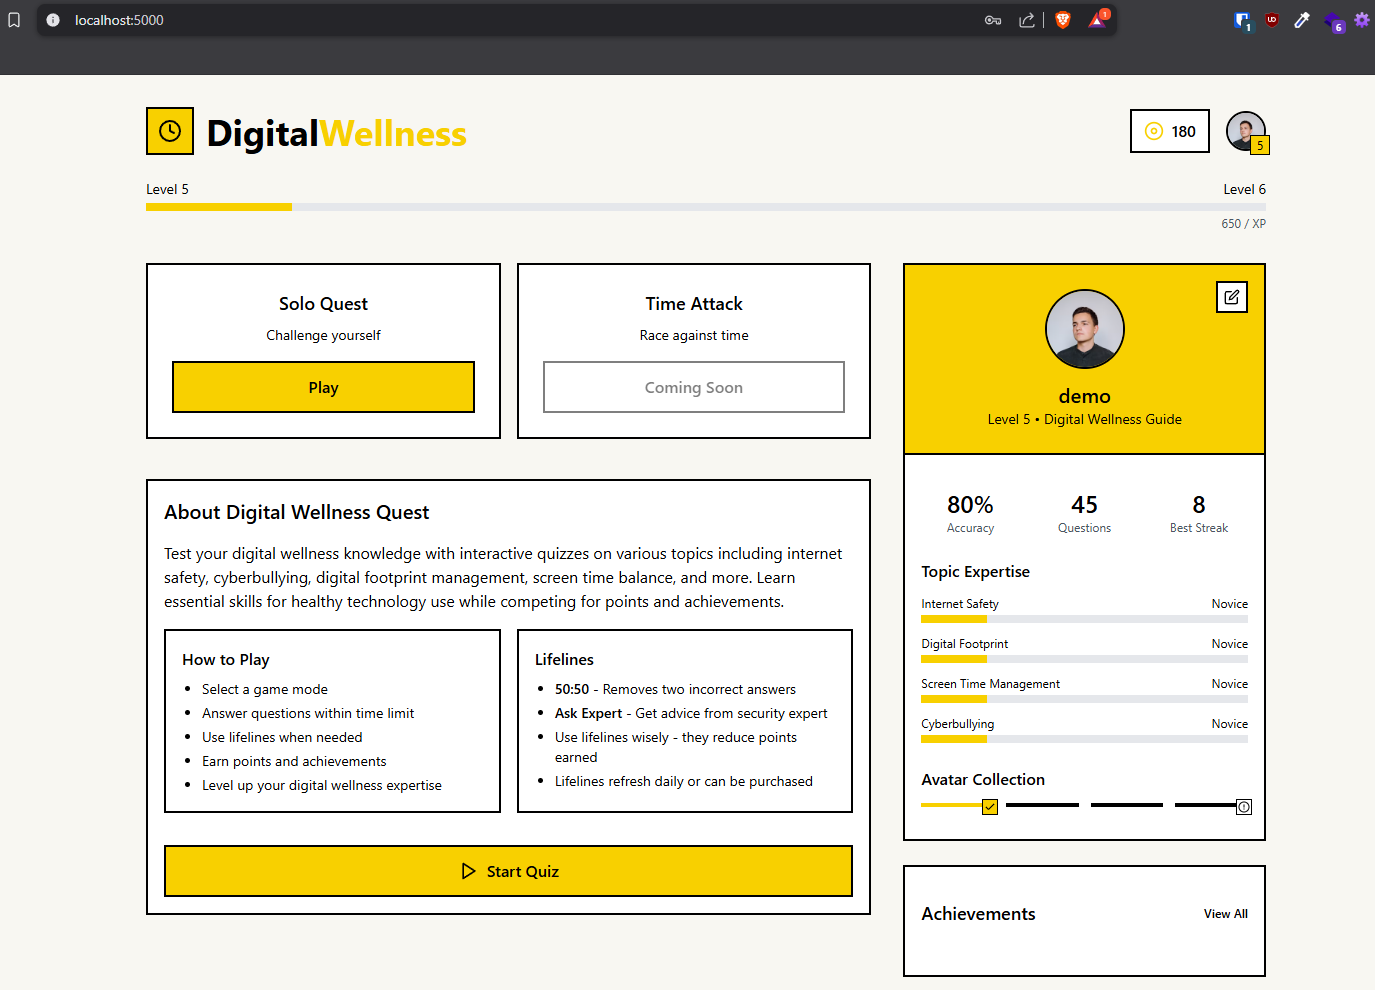 localhost:5000
1
1
UD
6
DigitalWellness
180
5
Level 5
Level 6
650 / XP
Solo Quest
Challenge yourself
Play
Time Attack
Race against time
Coming Soon
demo
Level 5 • Digital Wellness Guide
80%
Accuracy
45
Questions
8
Best Streak
About Digital Wellness Quest
Test your digital wellness knowledge with interactive quizzes on various topics including internet
safety, cyberbullying, digital footprint management, screen time balance, and more. Learn
essential skills for healthy technology use while competing for points and achievements.
How to Play
• Select a game mode
• Answer questions within time limit
• Use lifelines when needed
• Earn points and achievements
• Level up your digital wellness expertise
Lifelines
• 50:50 - Removes two incorrect answers
• Ask Expert - Get advice from security expert
• Use lifelines wisely - they reduce points
earned
• Lifelines refresh daily or can be purchased
Start Quiz
Topic Expertise
Internet Safety
Novice
Digital Footprint
Novice
Screen Time Management
Novice
Cyberbullying
Novice
Avatar Collection
Achievements
View All